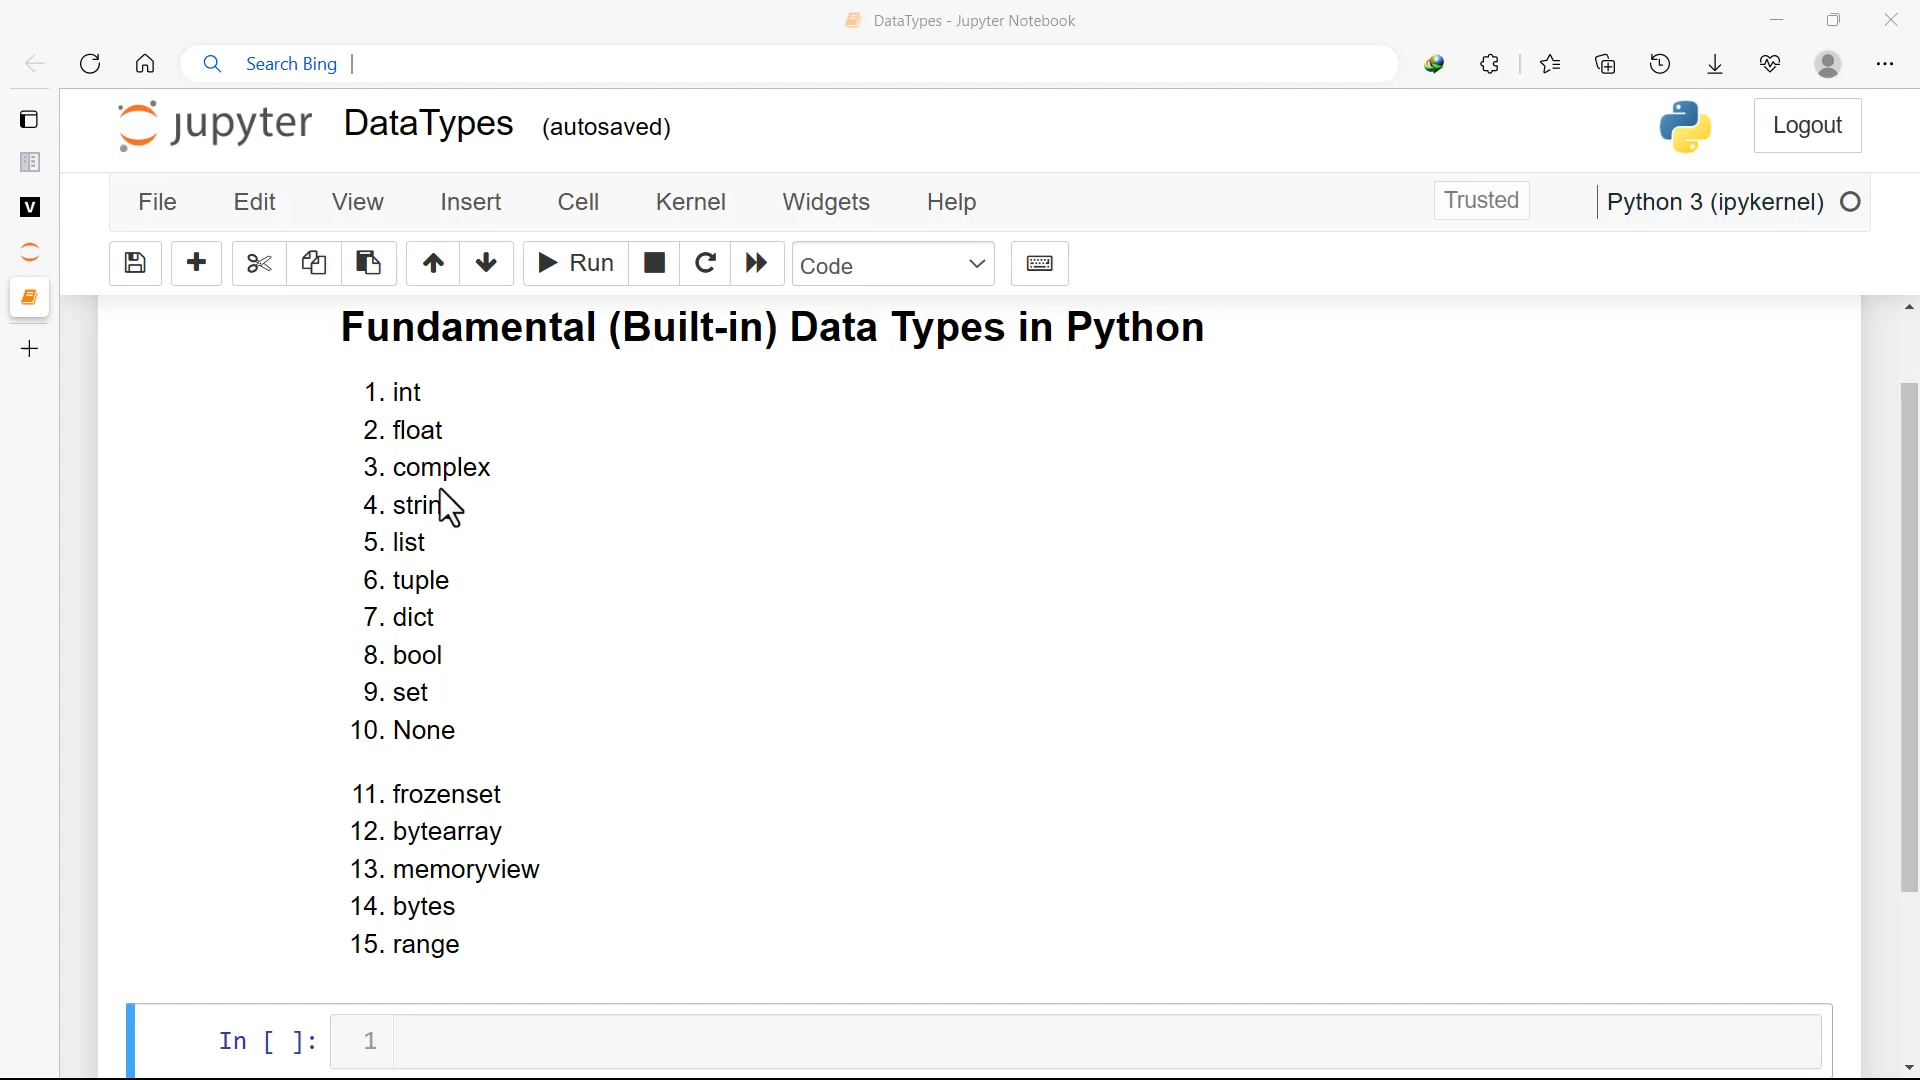 DataTypes - Jupyter Notebook
Search Bing
V
jupyter DataTypes (autosaved)
Logout
File Edit View Insert Cell Kernel Widgets Help
Trusted
Python 3 (ipykernel)
Run
Code
Fundamental (Built-in) Data Types in Python
1. int
2. float
3. complex
4. strin
5. list
6. tuple
7. dict
8. bool
9. set
10. None
11. frozenset
12. bytearray
13. memoryview
14. bytes
15. range
In [ ]: 1